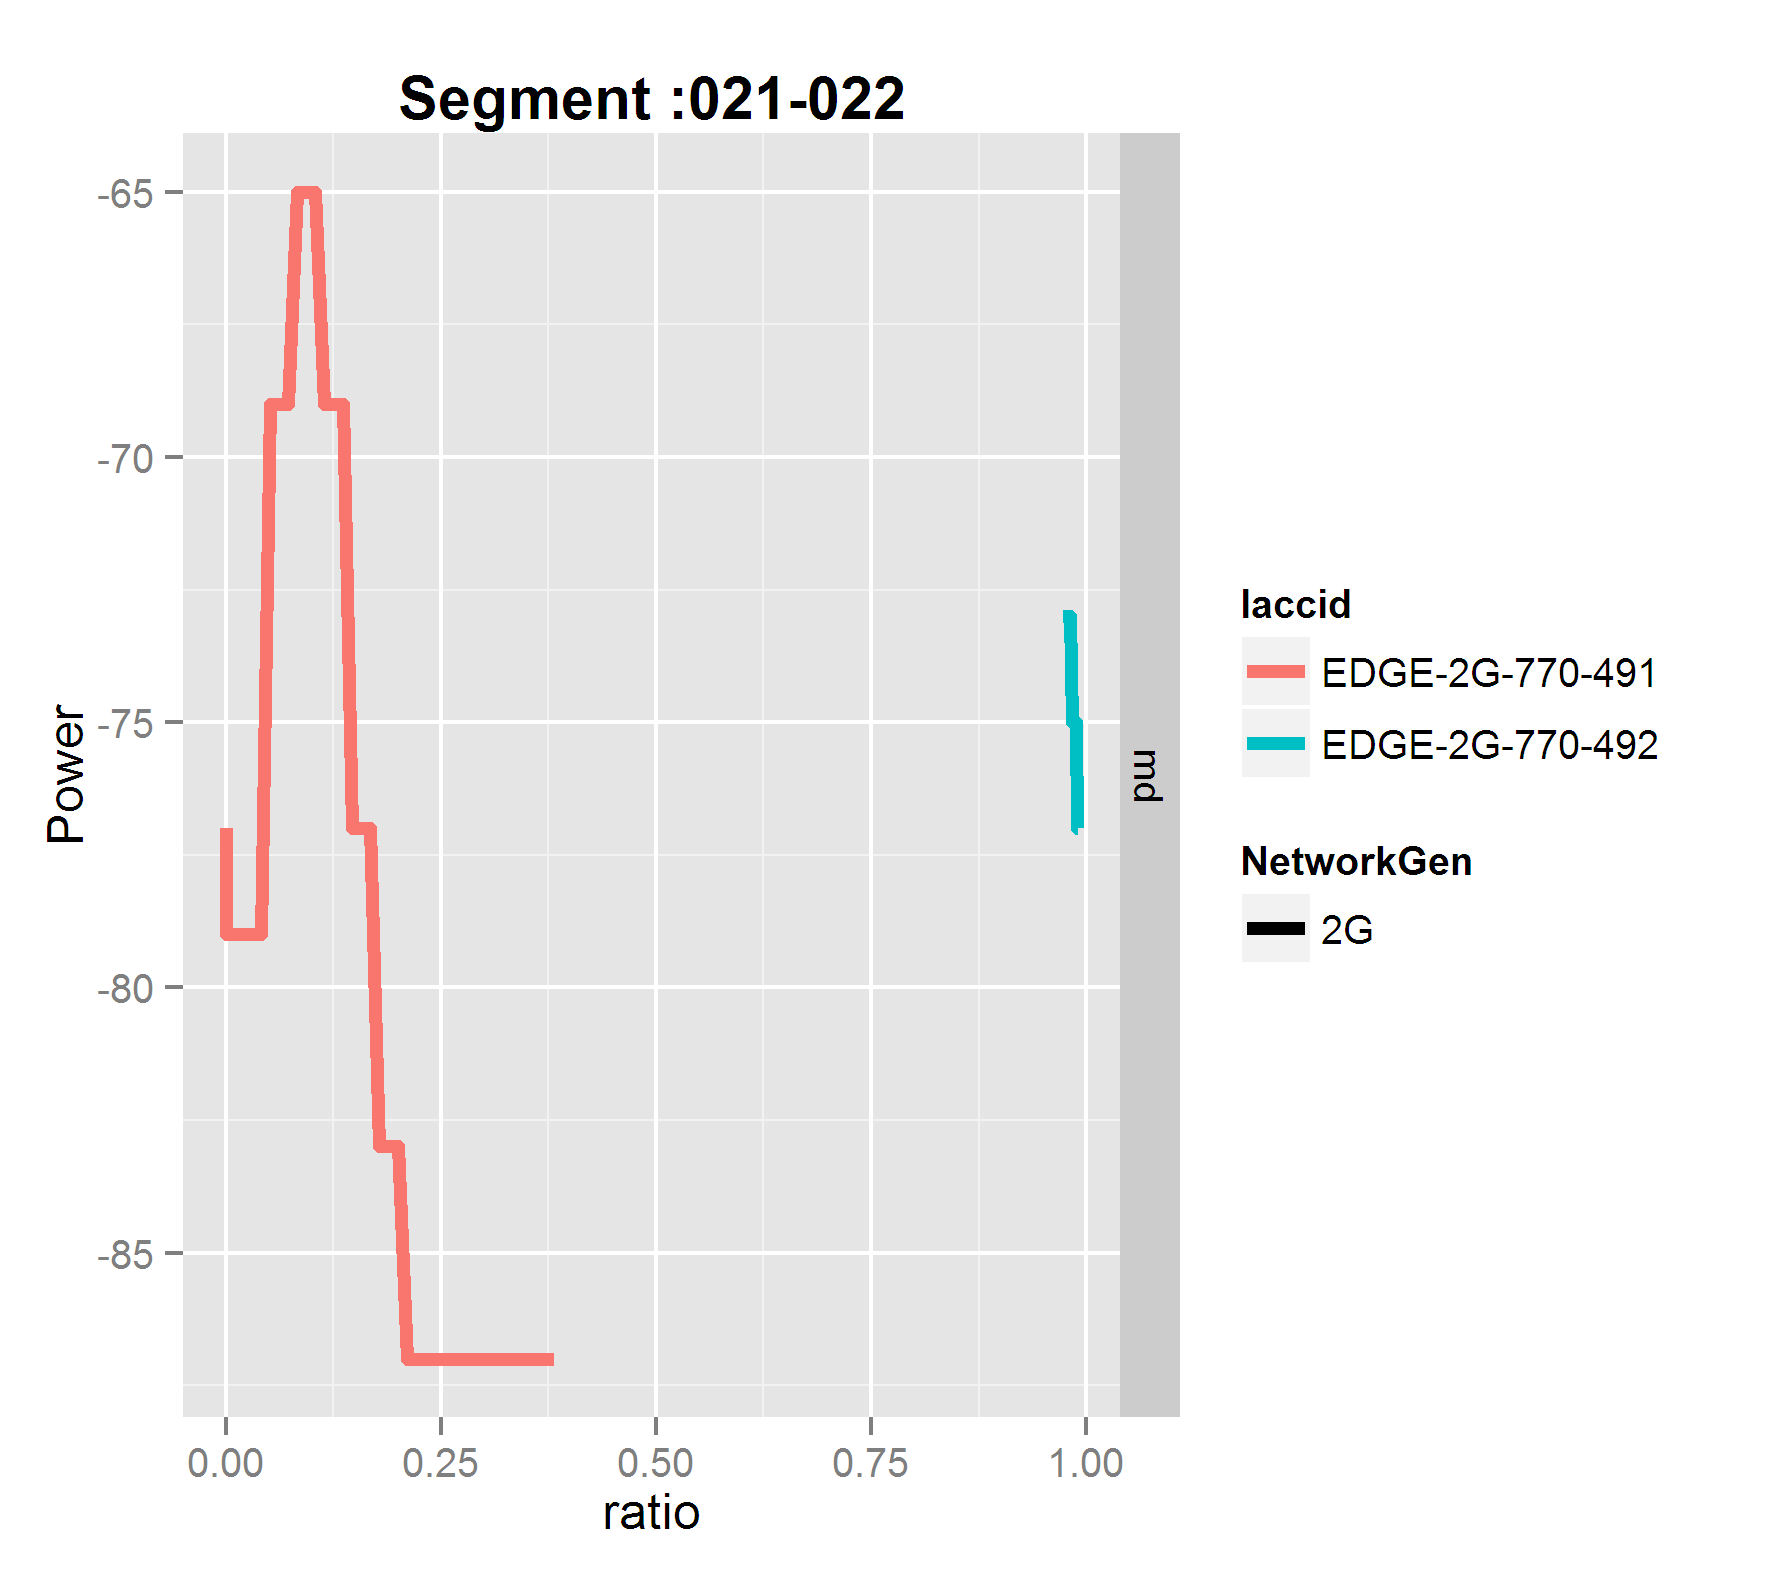 Segment :021-022
-65
-70
-75
-80
-85
Power
0.00 0.25 0.50 0.75 1.00
ratio
md
laccid
EDGE-2G-770-491
EDGE-2G-770-492
NetworkGen
2G